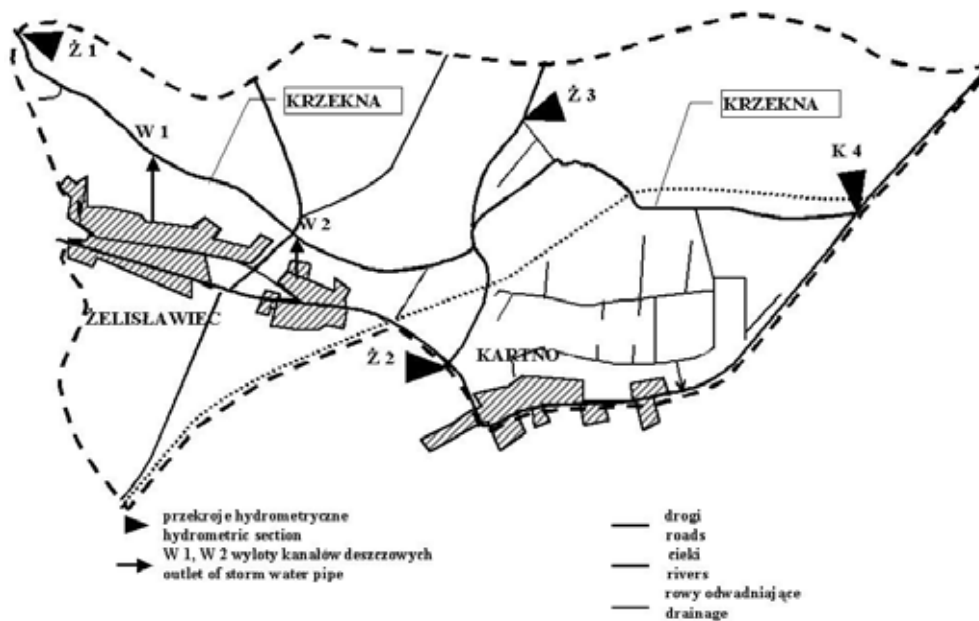 Ż 1
KRZEKNA
Ż 3
KRZEKNA
W 1
K 4
W 2
ŻELISŁAWIEC
Ż 2
KARTNO
przekroje hydrometryczne
hydrometric section
W 1, W 2 wyloty kanałów deszczowych
outlet of storm water pipe
drogi
roads
cieki
rivers
rowy odwadniające
drainage